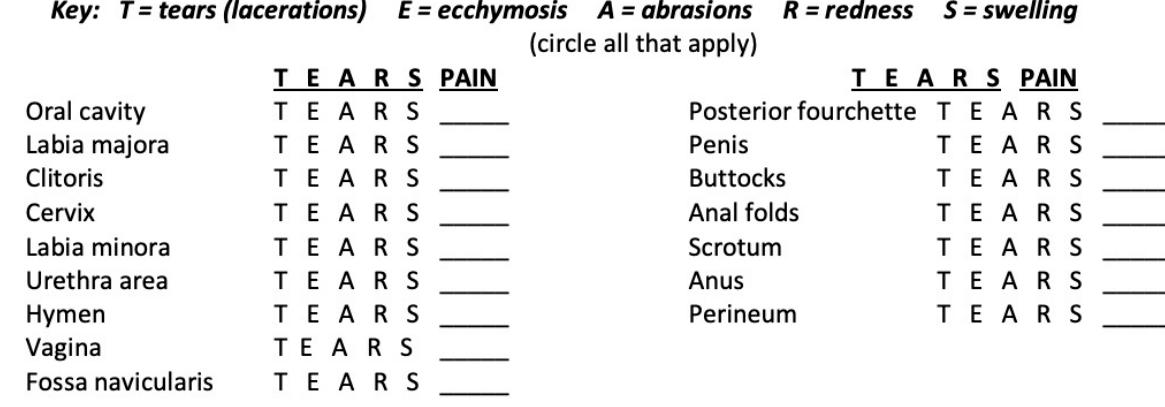 Key: T = tears (lacerations) E = ecchymosis A = abrasions R = redness S = swelling
(circle all that apply)
T E A R S PAIN T E A R S PAIN
Oral cavity T E A R S _____ Posterior fourchette T E A R S _____
Labia majora T E A R S _____ Penis T E A R S _____
Clitoris T E A R S _____ Buttocks T E A R S _____
Cervix T E A R S _____ Anal folds T E A R S _____
Labia minora T E A R S _____ Scrotum T E A R S _____
Urethra area T E A R S _____ Anus T E A R S _____
Hymen T E A R S _____ Perineum T E A R S _____
Vagina T E A R S _____
Fossa navicularis T E A R S _____